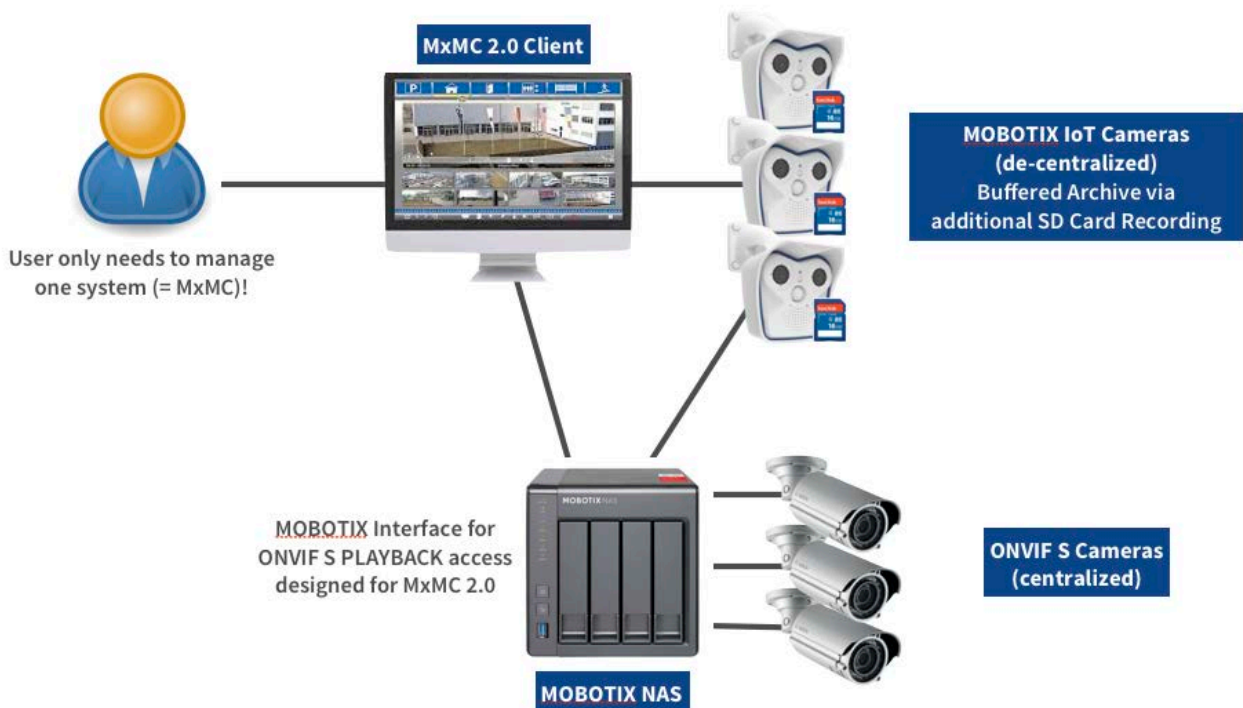 MxMC 2.0 Client
P
MOBOTIX IoT Cameras
(de-centralized)
Buffered Archive via
additional SD Card Recording
User only needs to manage
one system (= MxMC)!
MOBOTIX NAS
MOBOTIX Interface for
ONVIF S PLAYBACK access
designed for MxMC 2.0
ONVIF S Cameras
(centralized)
MOBOTIX NAS